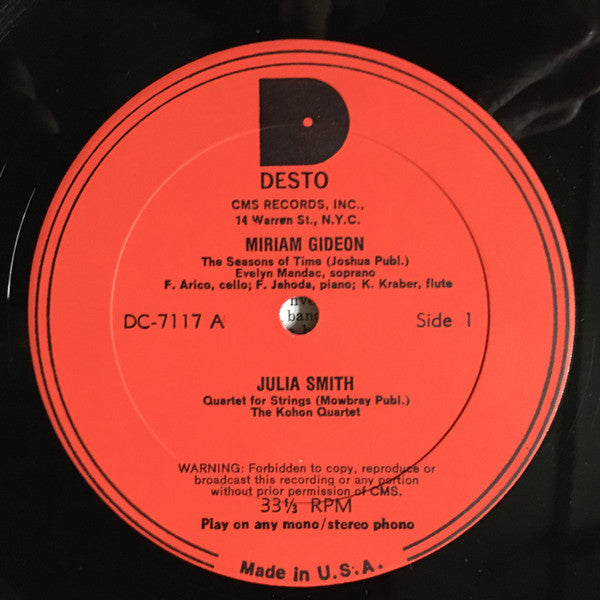 D
DESTO
CMS RECORDS, INC.,
14 Warren St., N.Y.C.
MIRIAM GIDEON
The Seasons of Time (Joshua Publ.)
Evelyn Mandac, soprano
F. Arico, cello; F. Jahoda, piano; K. Kraber, flute
DC-7117 A
Side 1
JULIA SMITH
Quartet for Strings (Mowbray Publ.)
The Kohon Quartet
WARNING: Forbidden to copy, reproduce or
broadcast this recording or any portion
without prior permission of CMS.
33⅓ RPM
Play on any mono/stereo phono
Made in U.S.A.